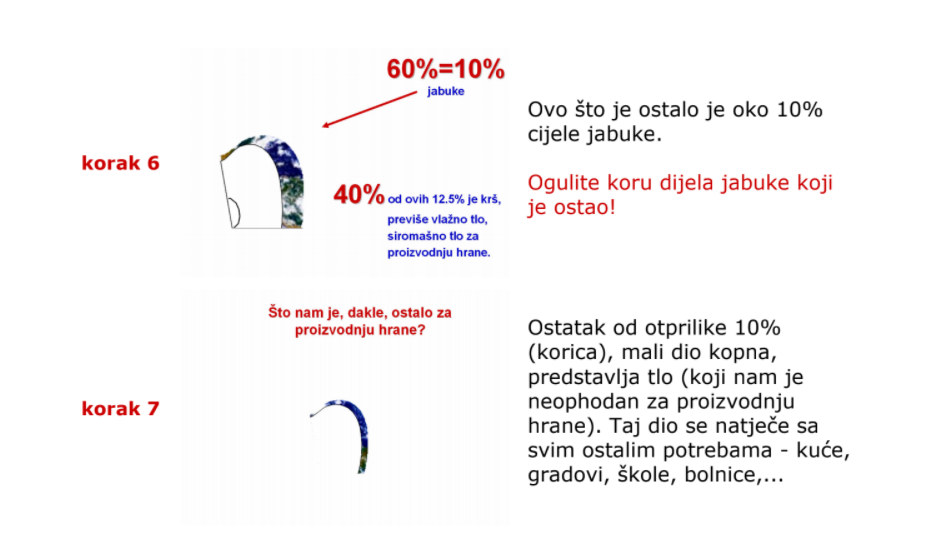 korak 6
60%=10%
jabuke
40% od ovih 12.5% je krš,
previše vlažno tlo,
siromašno tlo za
proizvodnju hrane.
Ovo što je ostalo je oko 10%
cijele jabuke.
Ogulite koru dijela jabuke koji
je ostao!
korak 7
Što nam je, dakle, ostalo za
proizvodnju hrane?
Ostatak od otprilike 10%
(korica), mali dio kopna,
predstavlja tlo (koji nam je
neophodan za proizvodnju
hrane). Taj dio se natječe sa
svim ostalim potrebama - kuće,
gradovi, škole, bolnice,...